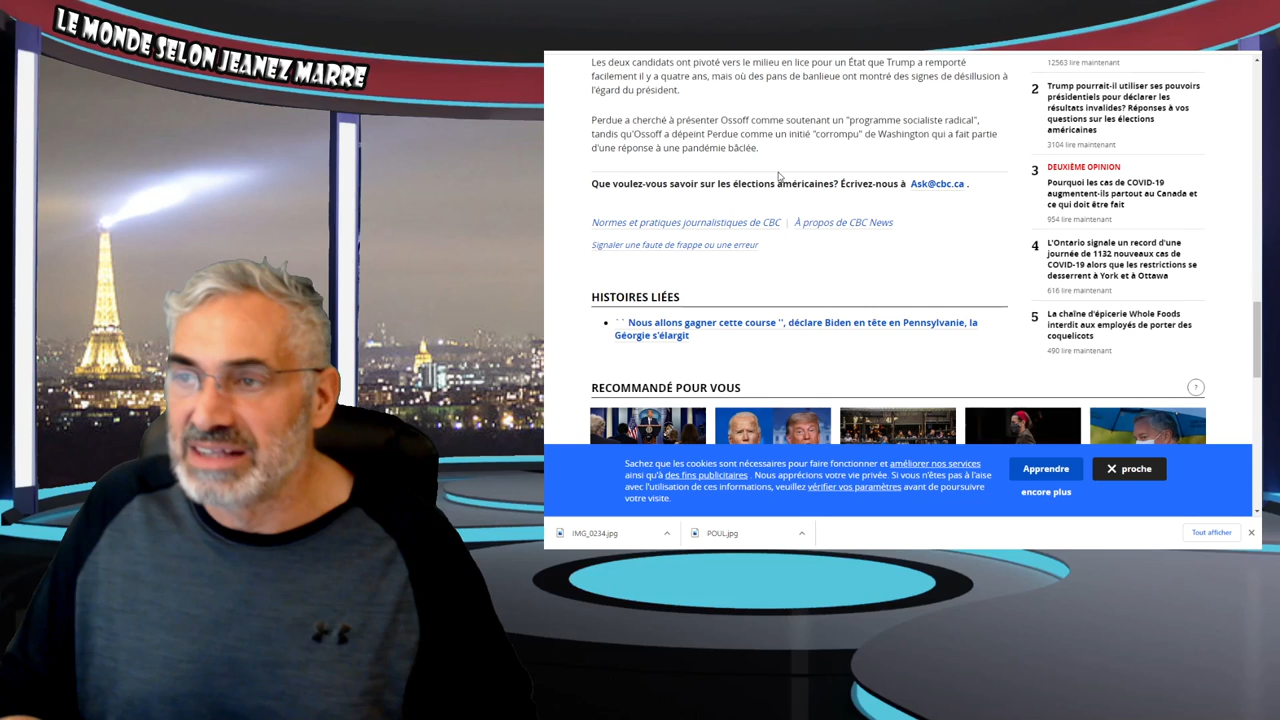 LE MONDE SELON JEANEZ MARRE
Les deux candidats ont pivoté vers le milieu en lice pour un État que Trump a remporté
facilement il y a quatre ans, mais où des pans de banlieue ont montré des signes de désillusion à
l'égard du président.
Perdue a cherché à présenter Ossoff comme soutenant un "programme socialiste radical",
tandis qu'Ossoff a dépeint Perdue comme un initié "corrompu" de Washington qui a fait partie
d'une réponse à une pandémie bâclée.
Que voulez-vous savoir sur les élections américaines? Écrivez-nous à Ask@cbc.ca .
Normes et pratiques journalistiques de CBC | À propos de CBC News
Signaler une faute de frappe ou une erreur
HISTOIRES LIÉES
• `` Nous allons gagner cette course '', déclare Biden en tête en Pennsylvanie, la
Géorgie s'élargit
RECOMMANDÉ POUR VOUS
?
12563 lire maintenant
2 Trump pourrait-il utiliser ses pouvoirs
présidentiels pour déclarer les
résultats invalides? Réponses à vos
questions sur les élections
américaines
3104 lire maintenant
3 DEUXIÈME OPINION
Pourquoi les cas de COVID-19
augmentent-ils partout au Canada et
ce qui doit être fait
954 lire maintenant
4 L'Ontario signale un record d'une
journée de 1132 nouveaux cas de
COVID-19 alors que les restrictions se
desserrent à York et à Ottawa
616 lire maintenant
5 La chaîne d'épicerie Whole Foods
interdit aux employés de porter des
coquelicots
490 lire maintenant
Sachez que les cookies sont nécessaires pour faire fonctionner et améliorer nos services
ainsi qu'à des fins publicitaires . Nous apprécions votre vie privée. Si vous n'êtes pas à l'aise
avec l'utilisation de ces informations, veuillez vérifier vos paramètres avant de poursuivre
votre visite.
Apprendre
encore plus
✕ proche
IMG_0234.jpg
POUL.jpg
Tout afficher